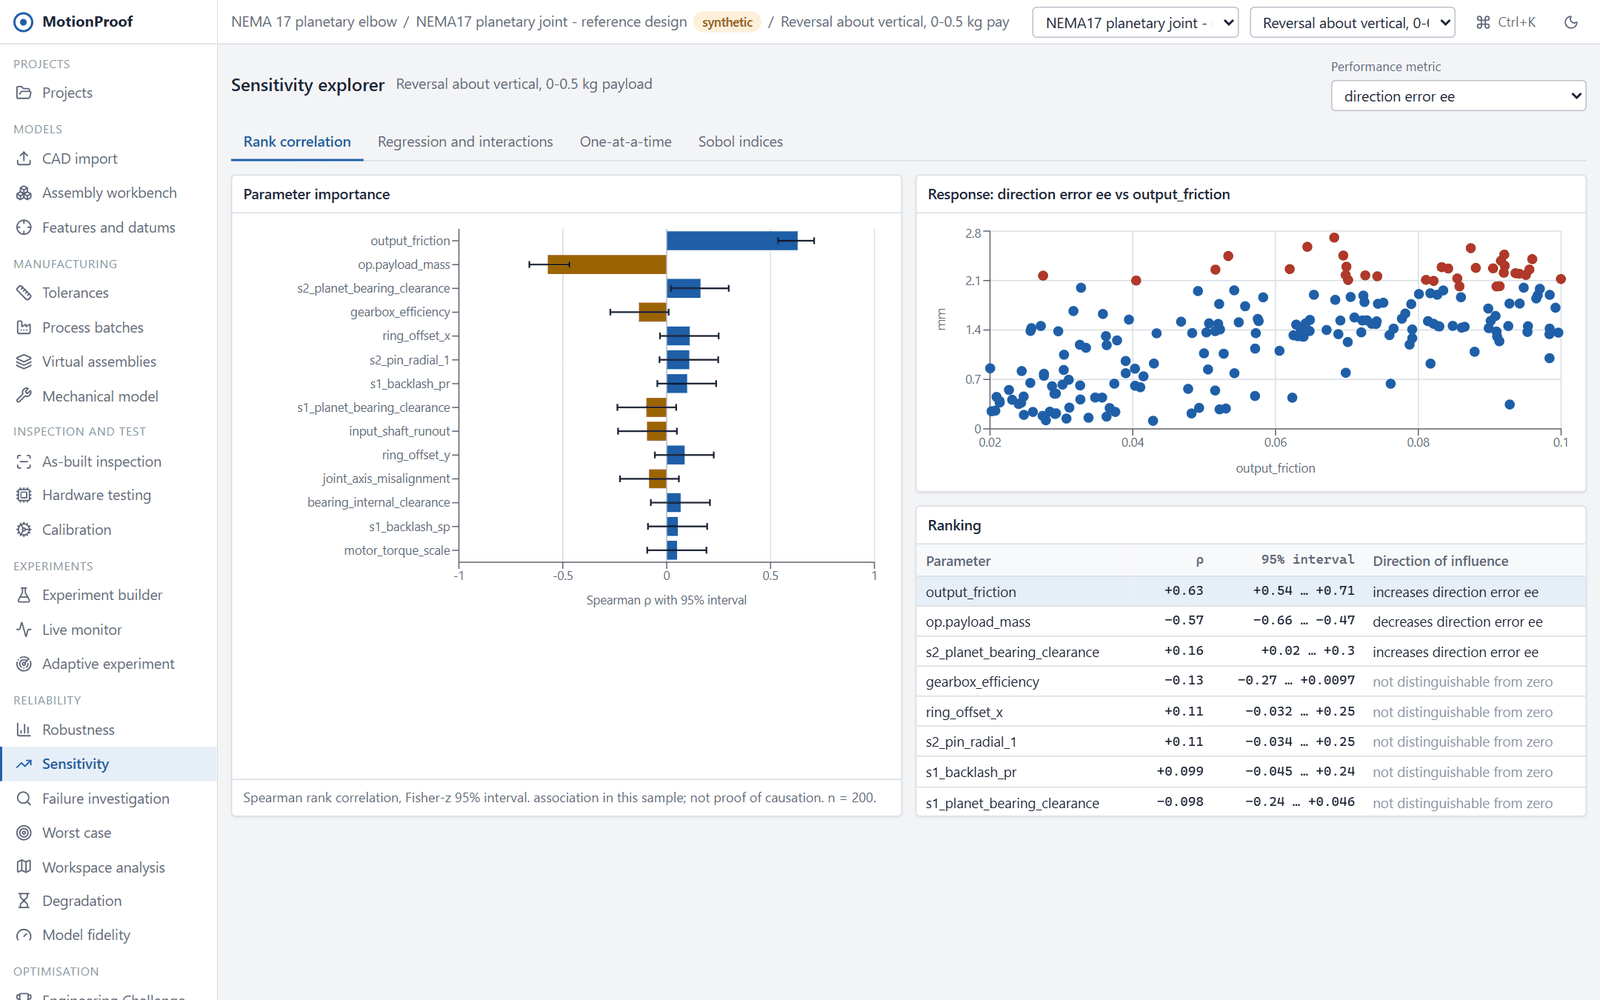 MotionProof
NEMA 17 planetary elbow / NEMA17 planetary joint - reference design synthetic / Reversal about vertical, 0-0.5 kg pay
NEMA17 planetary joint -
Reversal about vertical, 0-(
Ctrl+K
PROJECTS
Projects
MODELS
CAD import
Assembly workbench
Features and datums
MANUFACTURING
Tolerances
Process batches
Virtual assemblies
Mechanical model
INSPECTION AND TEST
As-built inspection
Hardware testing
Calibration
EXPERIMENTS
Experiment builder
Live monitor
Adaptive experiment
RELIABILITY
Robustness
Sensitivity
Failure investigation
Worst case
Workspace analysis
Degradation
Model fidelity
OPTIMISATION
Engineering Challenge
Sensitivity explorer Reversal about vertical, 0-0.5 kg payload
Performance metric
direction error ee
Rank correlation Regression and interactions One-at-a-time Sobol indices
Parameter importance
output_friction
op.payload_mass
s2_planet_bearing_clearance
gearbox_efficiency
ring_offset_x
s2_pin_radial_1
s1_backlash_pr
s1_planet_bearing_clearance
input_shaft_runout
ring_offset_y
joint_axis_misalignment
bearing_internal_clearance
s1_backlash_sp
motor_torque_scale
-1 -0.5 0 0.5 1
Spearman ρ with 95% interval
Spearman rank correlation, Fisher-z 95% interval. association in this sample; not proof of causation. n = 200.
Response: direction error ee vs output_friction
2.8
2.1
1.4
0.7
0
mm
0.02 0.04 0.06 0.08 0.1
output_friction
Ranking
Parameter ρ 95% interval Direction of influence
output_friction +0.63 +0.54 … +0.71 increases direction error ee
op.payload_mass −0.57 −0.66 … −0.47 decreases direction error ee
s2_planet_bearing_clearance +0.16 +0.02 … +0.3 increases direction error ee
gearbox_efficiency −0.13 −0.27 … +0.0097 not distinguishable from zero
ring_offset_x +0.11 −0.032 … +0.25 not distinguishable from zero
s2_pin_radial_1 +0.11 −0.034 … +0.25 not distinguishable from zero
s1_backlash_pr +0.099 −0.045 … +0.24 not distinguishable from zero
s1_planet_bearing_clearance −0.098 −0.24 … +0.046 not distinguishable from zero